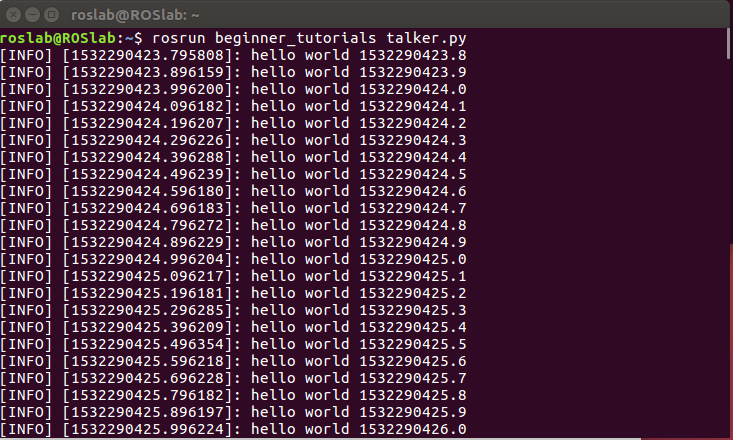 roslab@ROSlab: ~
roslab@ROSlab:~$ rosrun beginner_tutorials talker.py
[INFO] [1532290423.795808]: hello world 1532290423.8
[INFO] [1532290423.896159]: hello world 1532290423.9
[INFO] [1532290423.996200]: hello world 1532290424.0
[INFO] [1532290424.096182]: hello world 1532290424.1
[INFO] [1532290424.196207]: hello world 1532290424.2
[INFO] [1532290424.296226]: hello world 1532290424.3
[INFO] [1532290424.396288]: hello world 1532290424.4
[INFO] [1532290424.496239]: hello world 1532290424.5
[INFO] [1532290424.596180]: hello world 1532290424.6
[INFO] [1532290424.696183]: hello world 1532290424.7
[INFO] [1532290424.796272]: hello world 1532290424.8
[INFO] [1532290424.896229]: hello world 1532290424.9
[INFO] [1532290424.996204]: hello world 1532290425.0
[INFO] [1532290425.096217]: hello world 1532290425.1
[INFO] [1532290425.196181]: hello world 1532290425.2
[INFO] [1532290425.296285]: hello world 1532290425.3
[INFO] [1532290425.396209]: hello world 1532290425.4
[INFO] [1532290425.496354]: hello world 1532290425.5
[INFO] [1532290425.596218]: hello world 1532290425.6
[INFO] [1532290425.696228]: hello world 1532290425.7
[INFO] [1532290425.796182]: hello world 1532290425.8
[INFO] [1532290425.896197]: hello world 1532290425.9
[INFO] [1532290425.996224]: hello world 1532290426.0